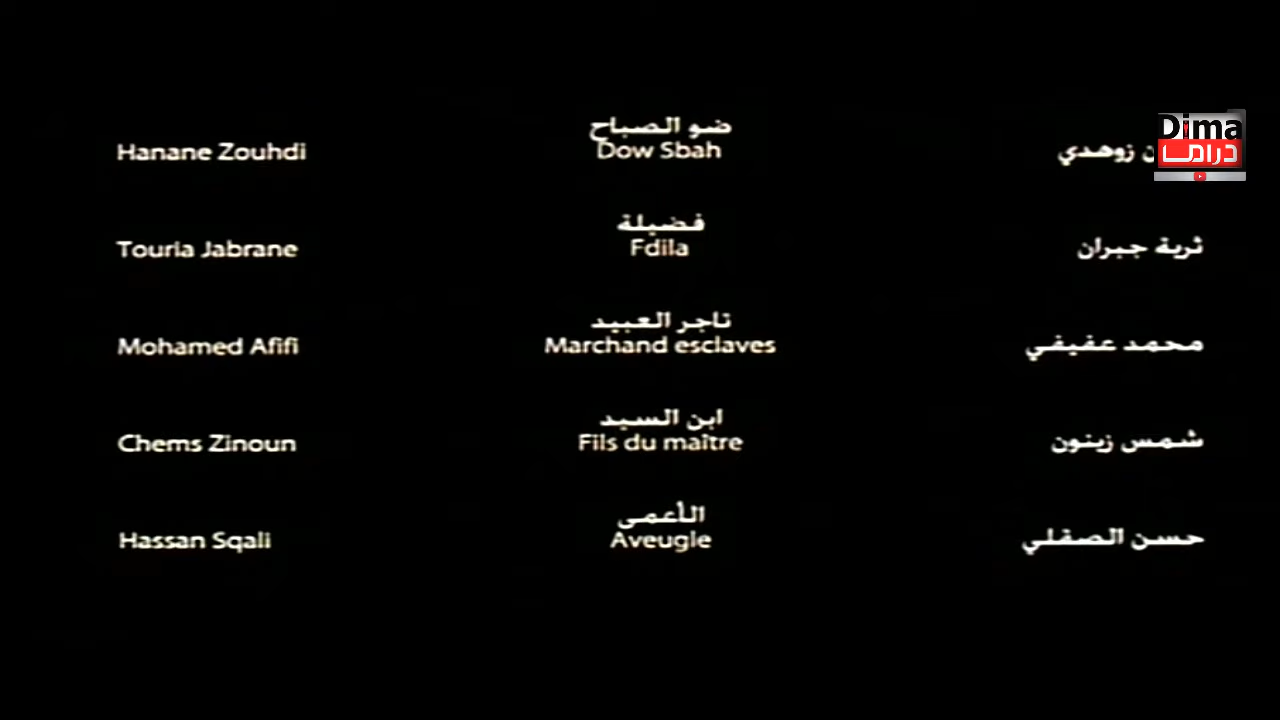 Hanane Zouhdi
ضو الصباح
Dow Sbah
زوهدي
Dima
دراما
Touria Jabrane
فضيلة
Fdila
ثرية جبران
Mohamed Afifi
تاجر العبيد
Marchand esclaves
محمد عفيفي
Chems Zinoun
ابن السيد
Fils du maître
شمس زينون
Hassan Sqali
الأعمى
Aveugle
حسن الصقلي